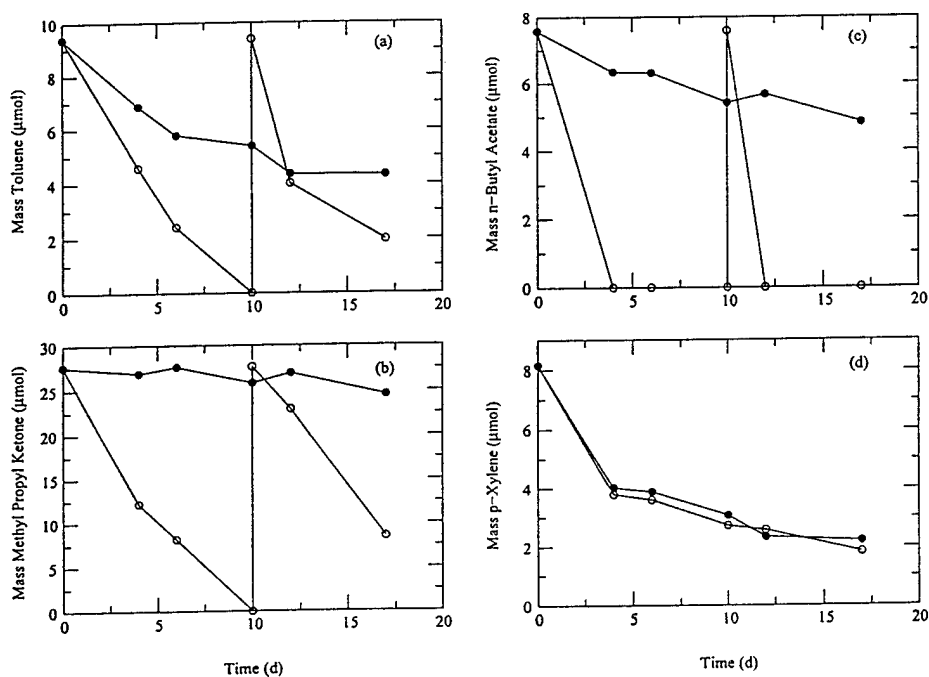 10
8
6
4
2
0
Mass Toluene (µmol)
(a)
0 5 10 15 20
8
6
4
2
0
Mass n-Butyl Acetate (µmol)
(c)
0 5 10 15 20
30
25
20
15
10
5
0
Mass Methyl Propyl Ketone (µmol)
(b)
0 5 10 15 20
Time (d)
8
6
4
2
0
Mass p-Xylene (µmol)
(d)
0 5 10 15 20
Time (d)